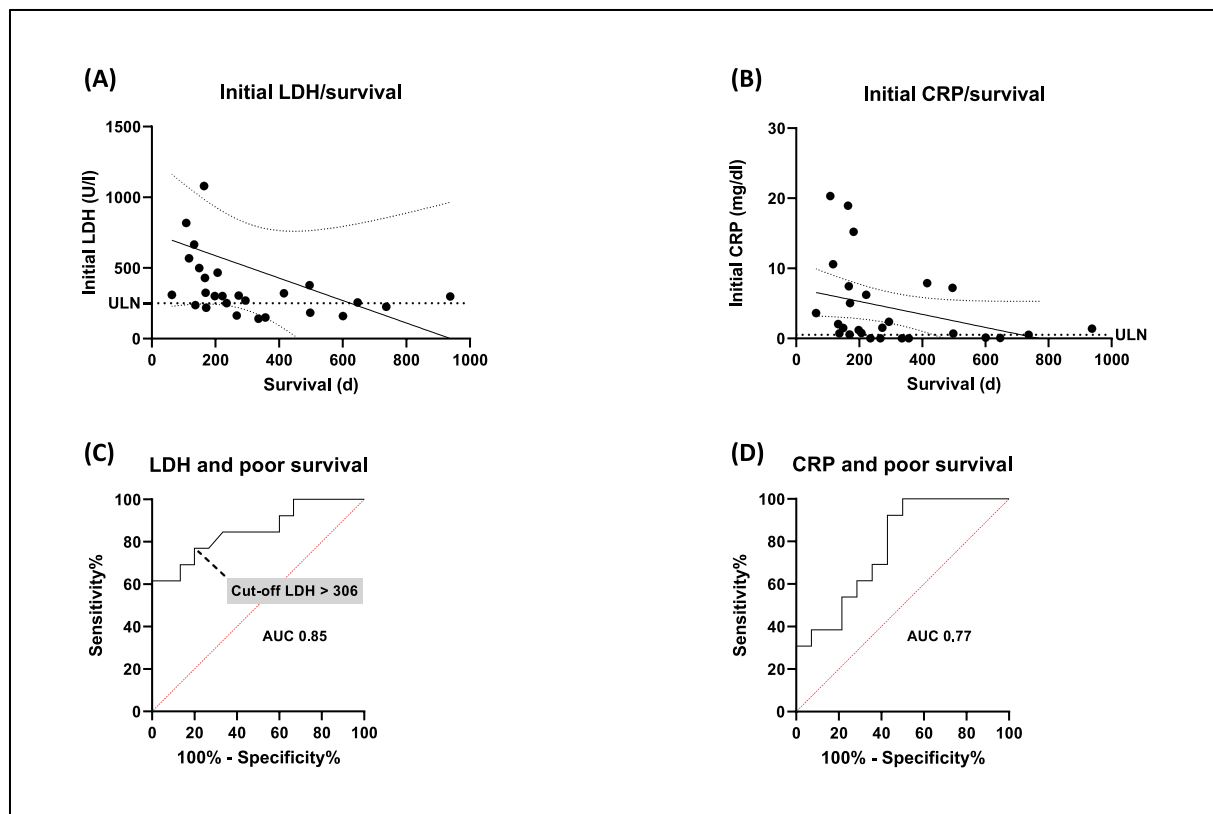 (A)
Initial LDH/survival
Initial LDH (U/l)
1500
1000
500
ULN
0
0 200 400 600 800 1000
Survival (d)
(B)
Initial CRP/survival
Initial CRP (mg/dl)
30
20
10
0
ULN
0 200 400 600 800 1000
Survival (d)
(C)
LDH and poor survival
Sensitivity%
100
80
60
40
20
0
Cut-off LDH > 306
AUC 0.85
0 20 40 60 80 100
100% - Specificity%
(D)
CRP and poor survival
Sensitivity%
100
80
60
40
20
0
AUC 0.77
0 20 40 60 80 100
100% - Specificity%